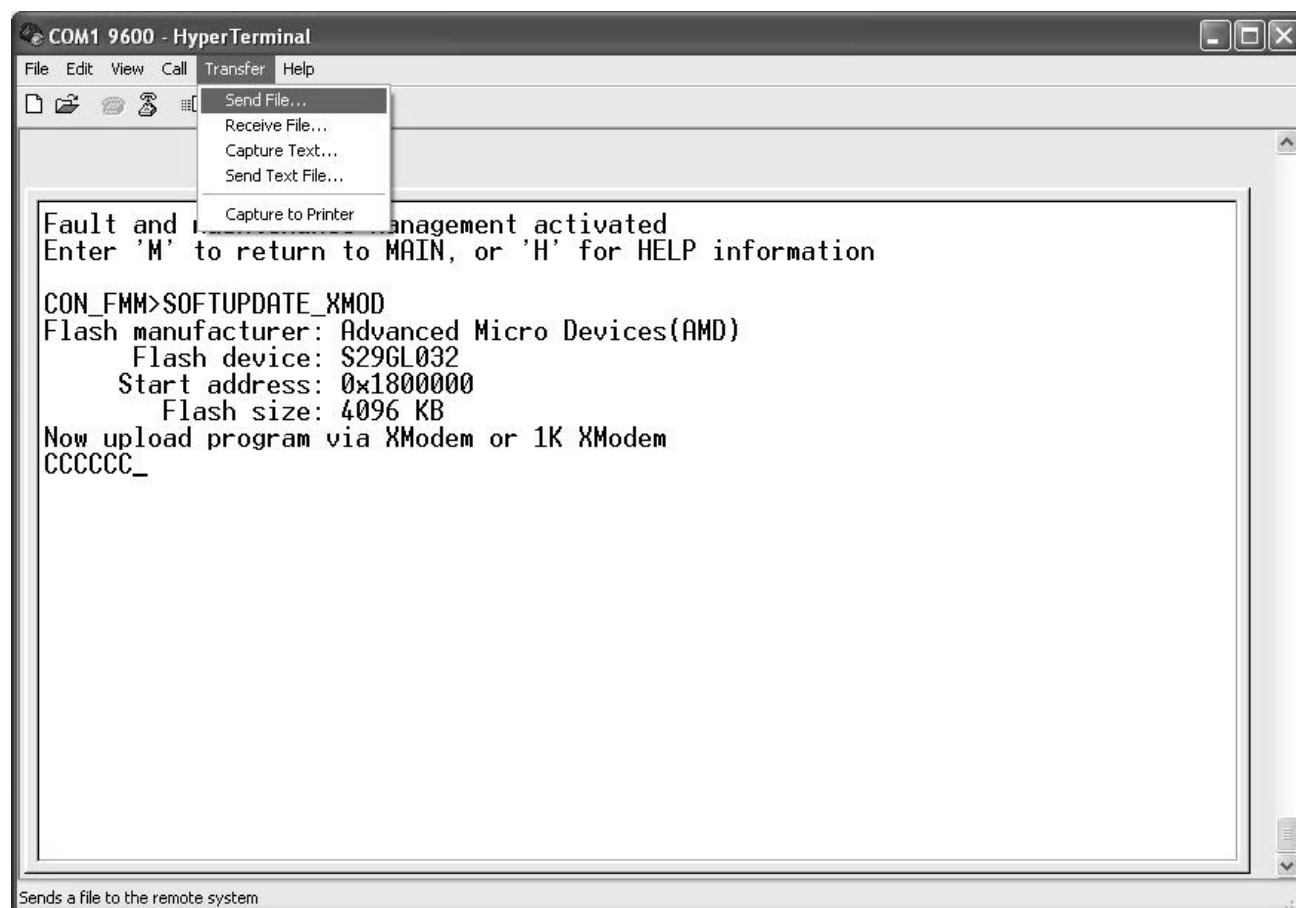 COM1 9600 - HyperTerminal
File Edit View Call Transfer Help
Send File...
Receive File...
Capture Text...
Send Text File...
Capture to Printer
Fault and management activated
Enter 'M' to return to MAIN, or 'H' for HELP information
CON_FMM>SOFTUPDATE_XMOD
Flash manufacturer: Advanced Micro Devices(AMD)
Flash device: S29GL032
Start address: 0x1800000
Flash size: 4096 KB
Now upload program via XModem or 1K XModem
CCCCCC_
Sends a file to the remote system